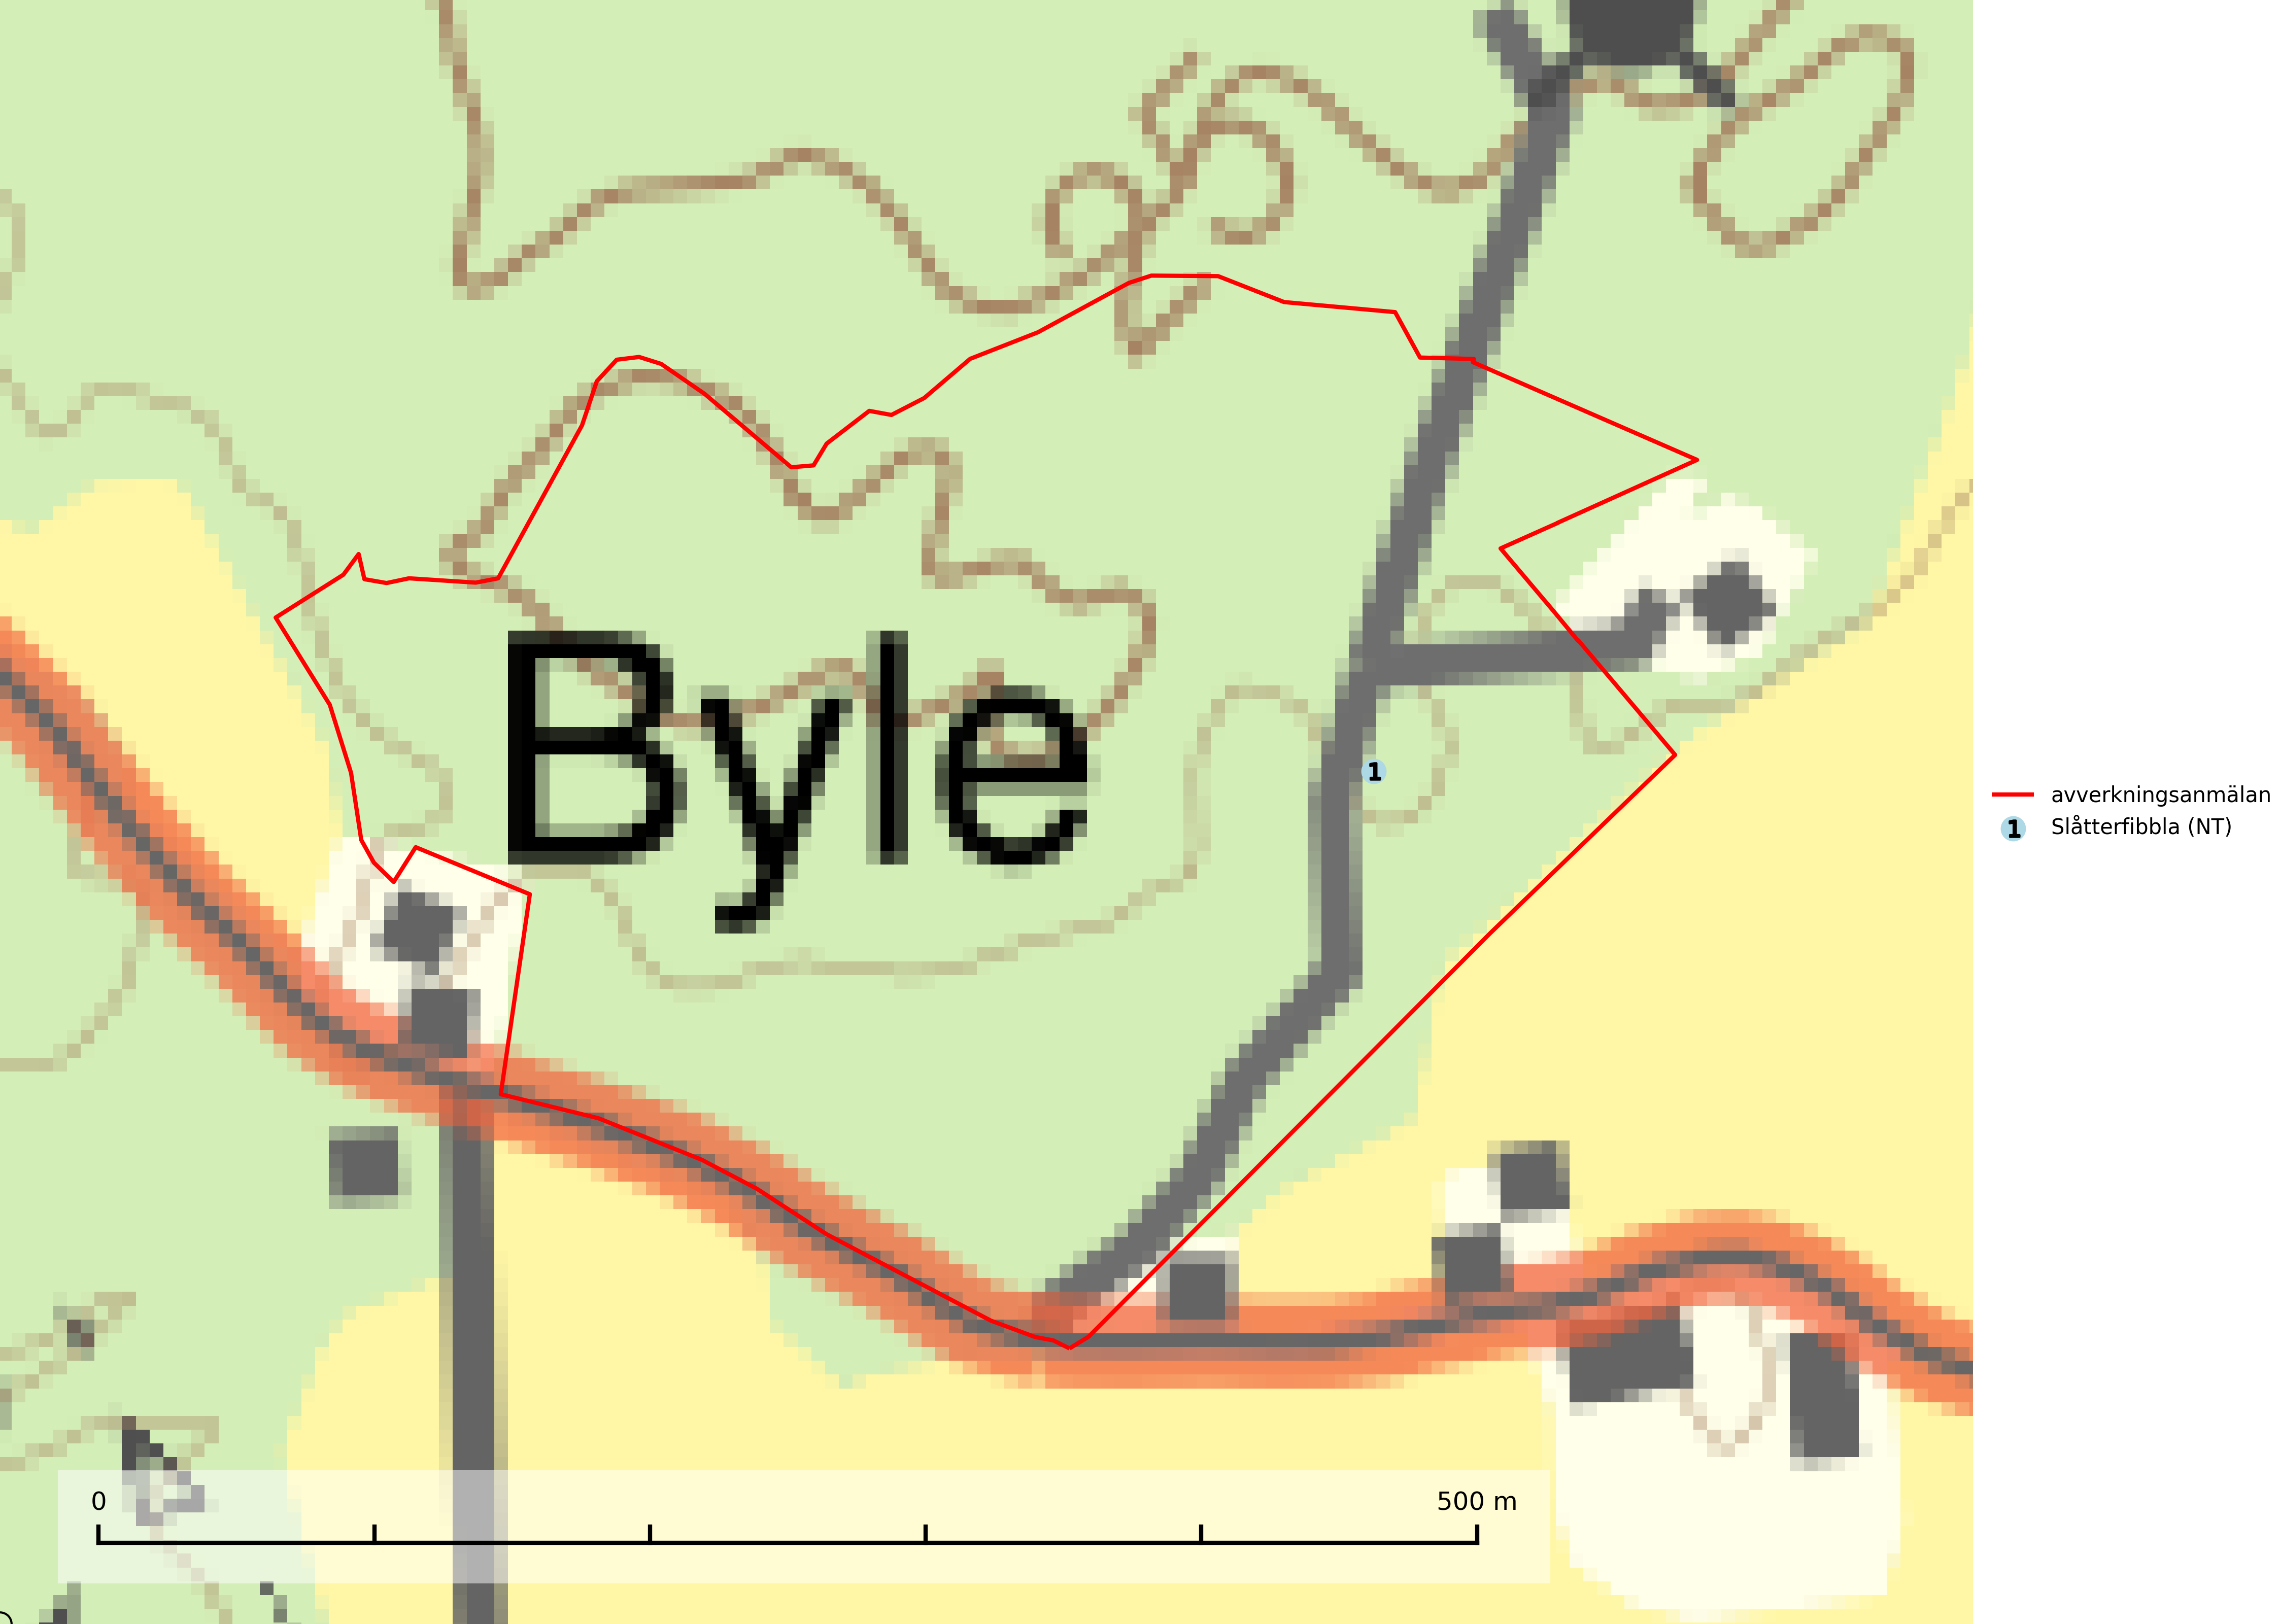 Byle
1
avverkningsanmälan
1 Slåtterfibbla (NT)
0 500 m